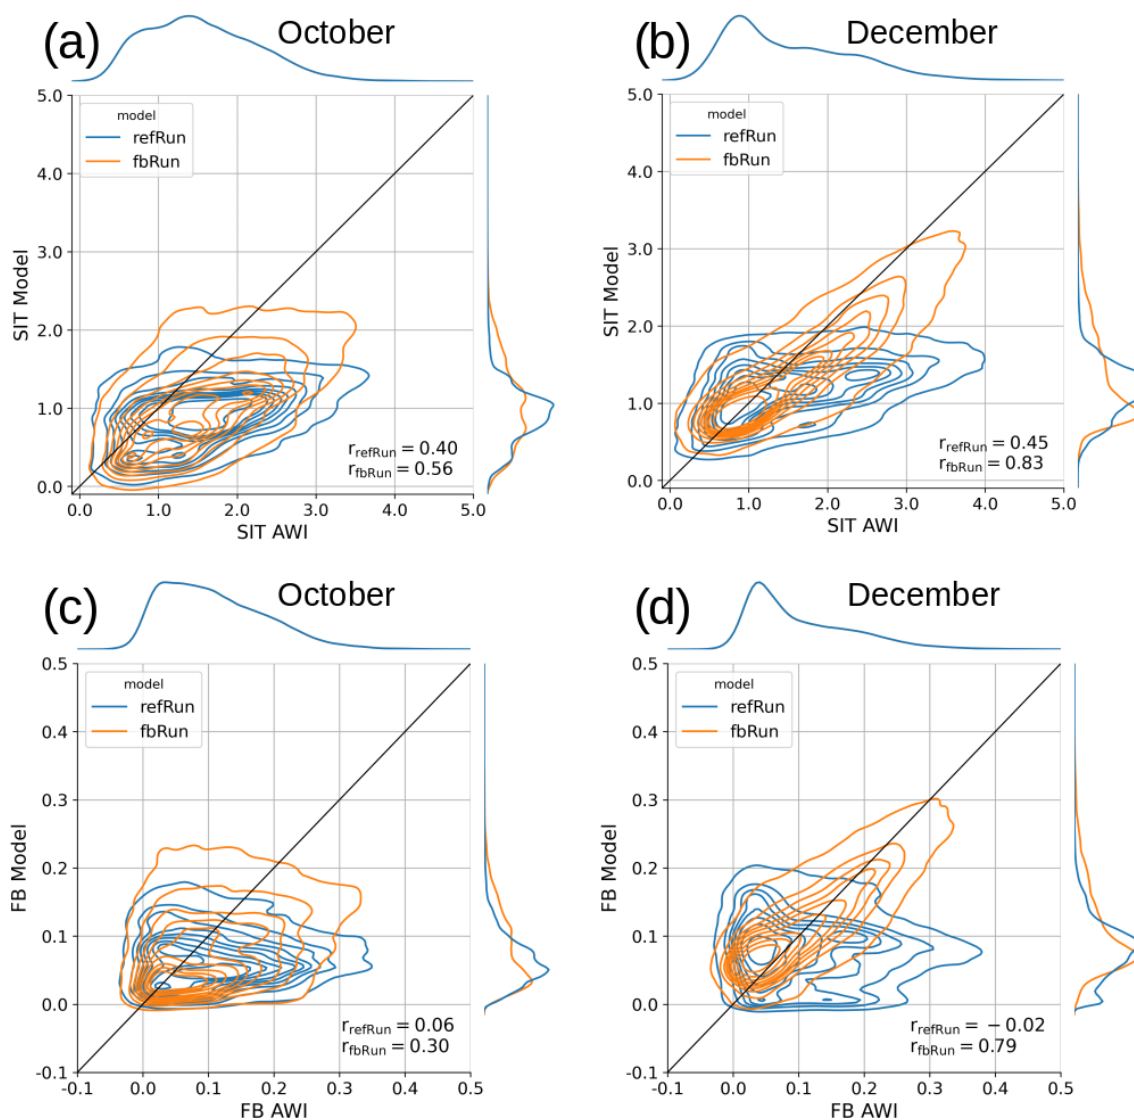 (a) October
model
refRun
fbRun
5.0
4.0
3.0
2.0
1.0
0.0
SIT Model
r_refRun = 0.40
r_fbRun = 0.56
0.0 1.0 2.0 3.0 4.0 5.0
SIT AWI
(b) December
model
refRun
fbRun
5.0
4.0
3.0
2.0
1.0
0.0
SIT Model
r_refRun = 0.45
r_fbRun = 0.83
0.0 1.0 2.0 3.0 4.0 5.0
SIT AWI
(c) October
model
refRun
fbRun
0.5
0.4
0.3
0.2
0.1
0.0
-0.1
FB Model
r_refRun = 0.06
r_fbRun = 0.30
-0.1 0.0 0.1 0.2 0.3 0.4 0.5
FB AWI
(d) December
model
refRun
fbRun
0.5
0.4
0.3
0.2
0.1
0.0
-0.1
FB Model
r_refRun = −0.02
r_fbRun = 0.79
-0.1 0.0 0.1 0.2 0.3 0.4 0.5
FB AWI